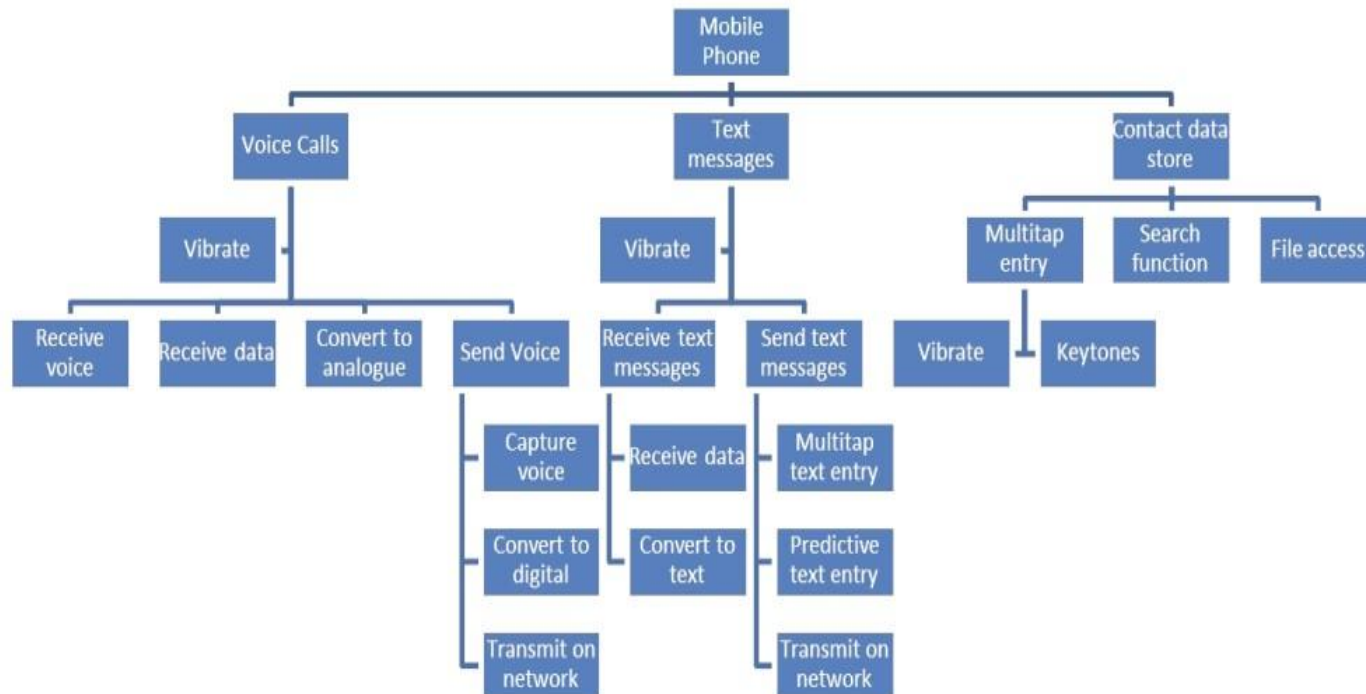 Mobile
Phone
Voice Calls
Text
messages
Contact data
store
Vibrate
Vibrate
Multitap
entry
Search
function
File access
Receive
voice
Receive data
Convert to
analogue
Send Voice
Receive text
messages
Send text
messages
Vibrate
Keytones
Capture
voice
Receive data
Multitap
text entry
Convert to
digital
Convert to
text
Predictive
text entry
Transmit on
network
Transmit on
network